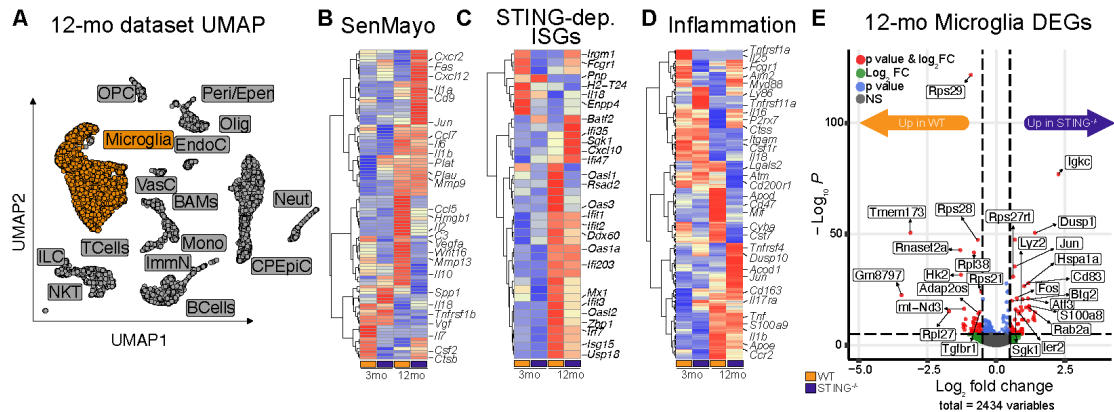 A
12-mo dataset UMAP
OPC
Peri/Epen
Olig
Microglia
EndoC
VasC
BAMs
Neut
TCells
Mono
ILC
ImmN
CPEpiC
NKT
BCells
UMAP2
UMAP1
B
SenMayo
Cxcr2
Fas
Cxcl12
Il1a
Cd9
Jun
Ccl7
Il6
Il1b
Plat
Plau
Mmp9
Ccl5
Hmgb1
Il2
C3
Vegfa
Wnt16
Mmp13
Il10
Spp1
Il18
Tnfrsf1b
Vgf
Il7
Csf2
Ctsb
3mo
12mo
C
STING-dep.
ISGs
Irgm1
Fcgr1
Pnp
H2-T24
Il18
Enpp4
Batf2
Ifi35
Sgk1
Cxcl10
Ifi47
Oasl1
Rsad2
Oas3
Ifit1
Ifit2
Ddx60
Oas1a
Ifi203
Mx1
Ifit3
Oasl2
Zbp1
Irf7
Isg15
Usp18
3mo
12mo
D
Inflammation
Tnfrsf1a
Il25
Fcgr1
Aim2
Myd88
Ly86
Tnfrsf11a
Il16
P2rx7
Ctss
Itgam
Csf1r
Il18
Lgals2
Atm
Cd200r1
Apod
Cd47
Mif
Cyba
Cst7
Tnfrsf4
Dusp10
Acod1
Jun
Cd163
Il17ra
Tnf
S100a9
Il1b
Apoe
Ccr2
3mo
12mo
WT
STING-/-
E
12-mo Microglia DEGs
p value & log2FC
Log2 FC
p value
NS
Rps29
Up in WT
Up in STING-/-
Igkc
Tmem173
Rps28
Rps27rt
Dusp1
Rnaset2a
Lyz2
Jun
Rpl38
Hspa1a
Gm8797
Hk2
Rps21
Cd83
Adap2os
Fos
Btg2
mt-Nd3
Atf3
S100a8
Rpl27
Rab2a
Tgfbr1
Sgk1
Ier2
−Log10 P
100
50
0
-5.0
-2.5
0.0
2.5
Log2 fold change
total = 2434 variables